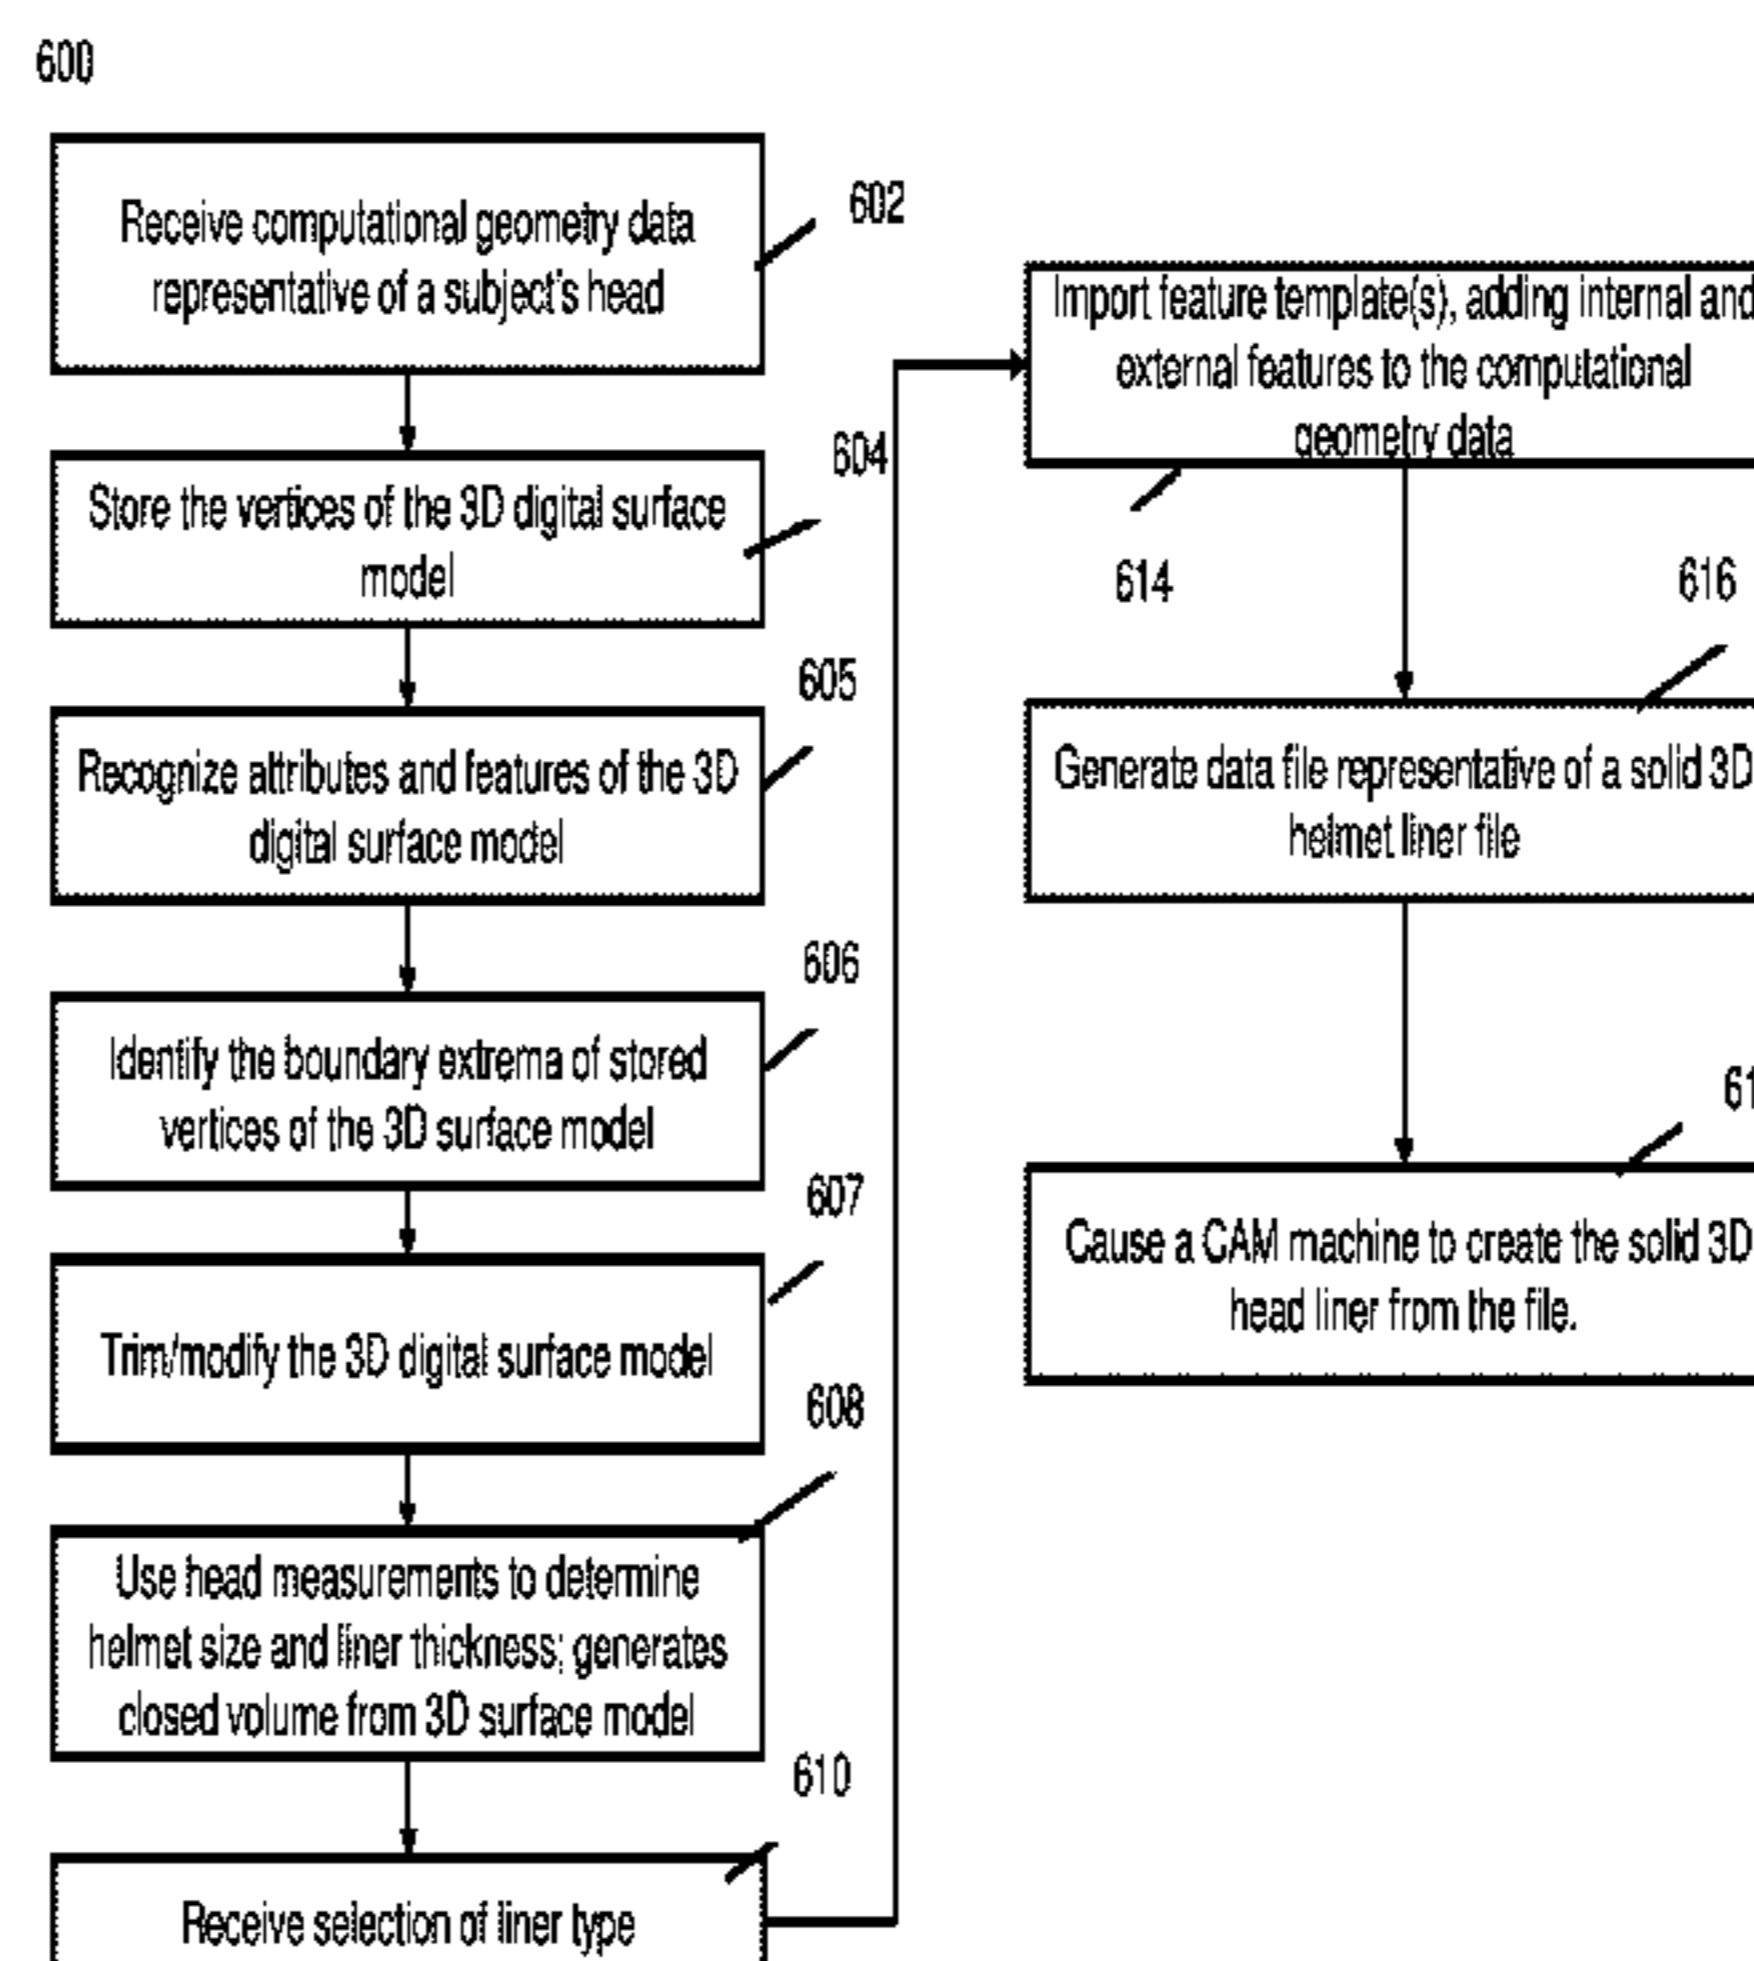 600
Receive computational geometry data
representative of a subject's head
602
Store the vertices of the 3D digital surface
model
604
Recognize attributes and features of the 3D
digital surface model
605
Identify the boundary extrema of stored
vertices of the 3D surface model
606
Trim/modify the 3D digital surface model
607
Use head measurements to determine
helmet size and liner thickness; generates
closed volume from 3D surface model
608
Receive selection of liner type
610
Import feature template(s), adding internal and
external features to the computational
geometry data
614
Generate data file representative of a solid 3D
helmet liner file
616
Cause a CAM machine to create the solid 3D
head liner from the file.